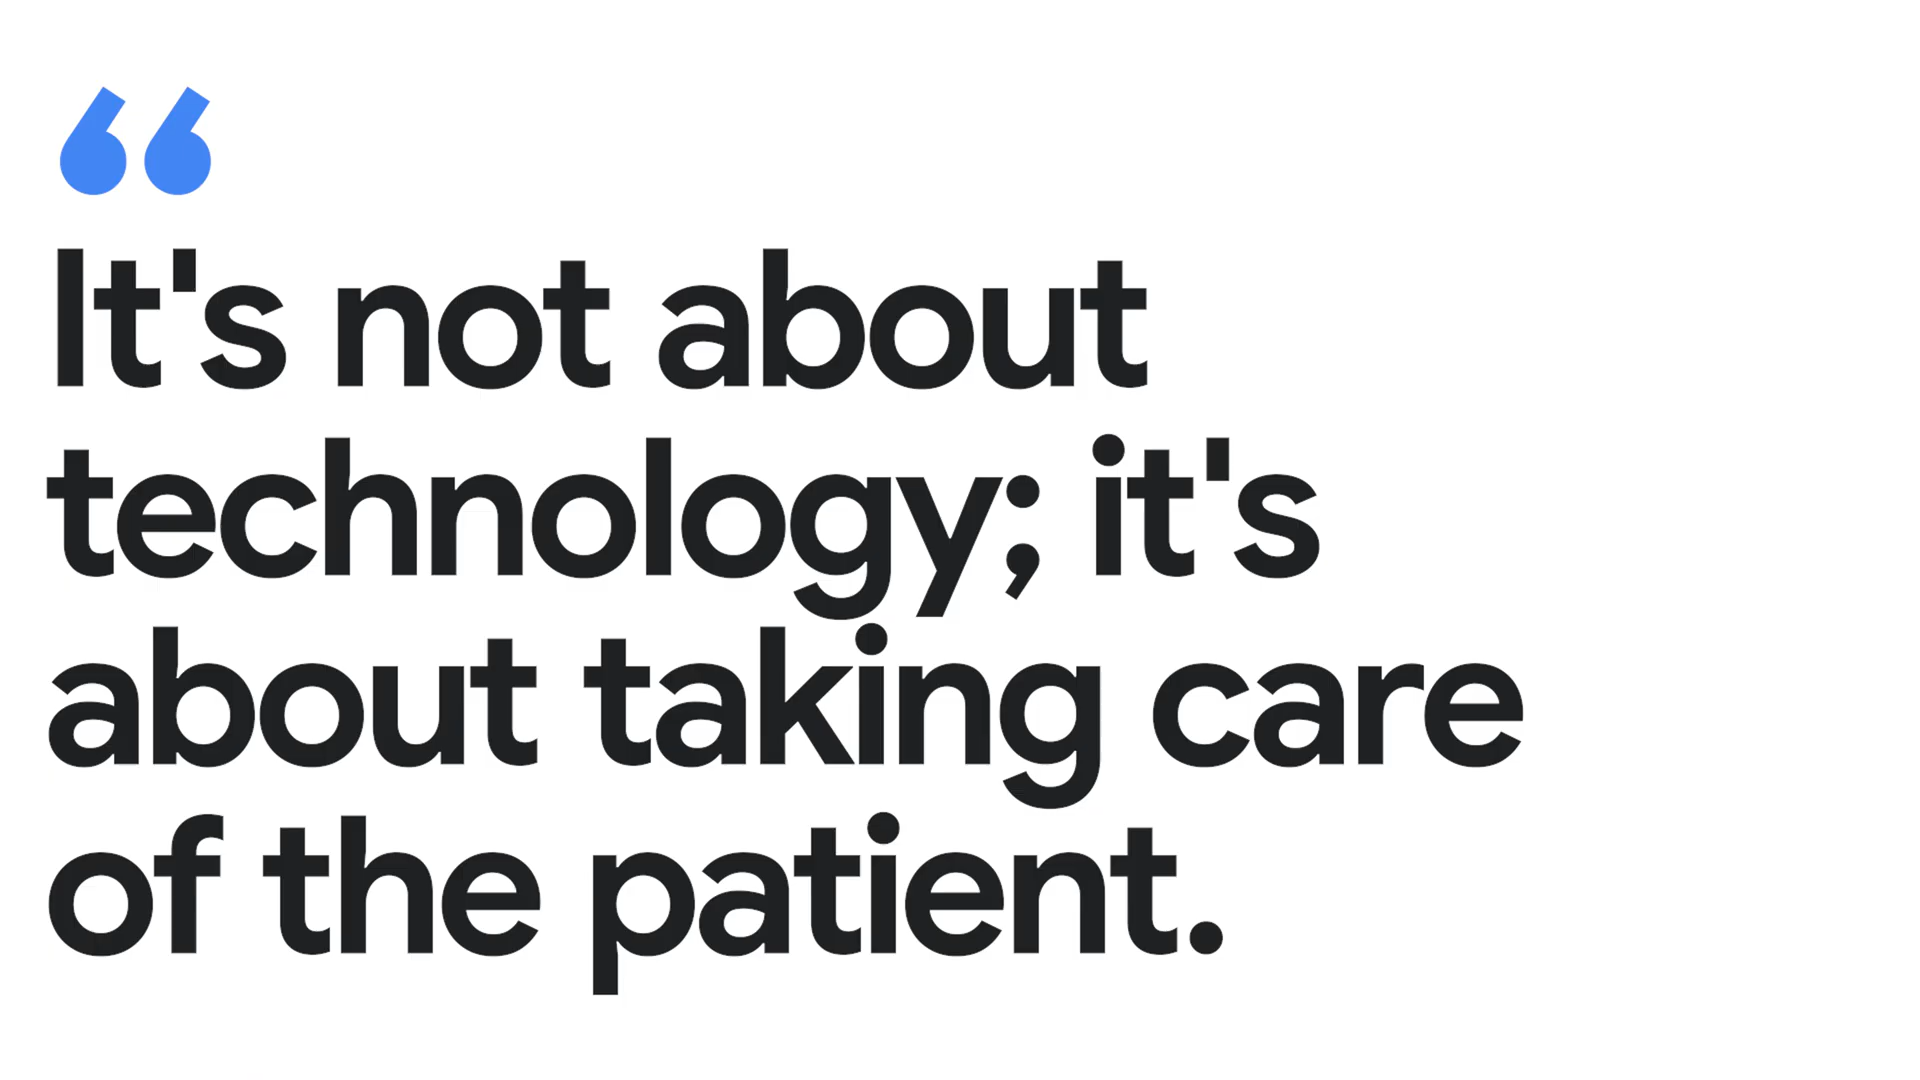 “
It's not about
technology; it's
about taking care
of the patient.